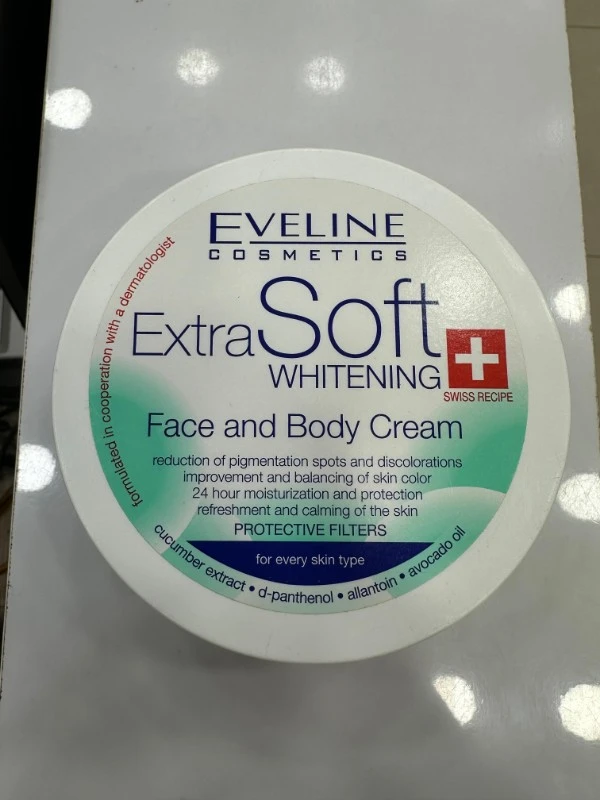 EVELINE
COSMETICS
Extra Soft
WHITENING
SWISS RECIPE
Face and Body Cream
reduction of pigmentation spots and discolorations
improvement and balancing of skin color
24 hour moisturization and protection
refreshment and calming of the skin
PROTECTIVE FILTERS
for every skin type
formulated in cooperation with a dermatologist
cucumber extract • d-panthenol • allantoin • avocado oil